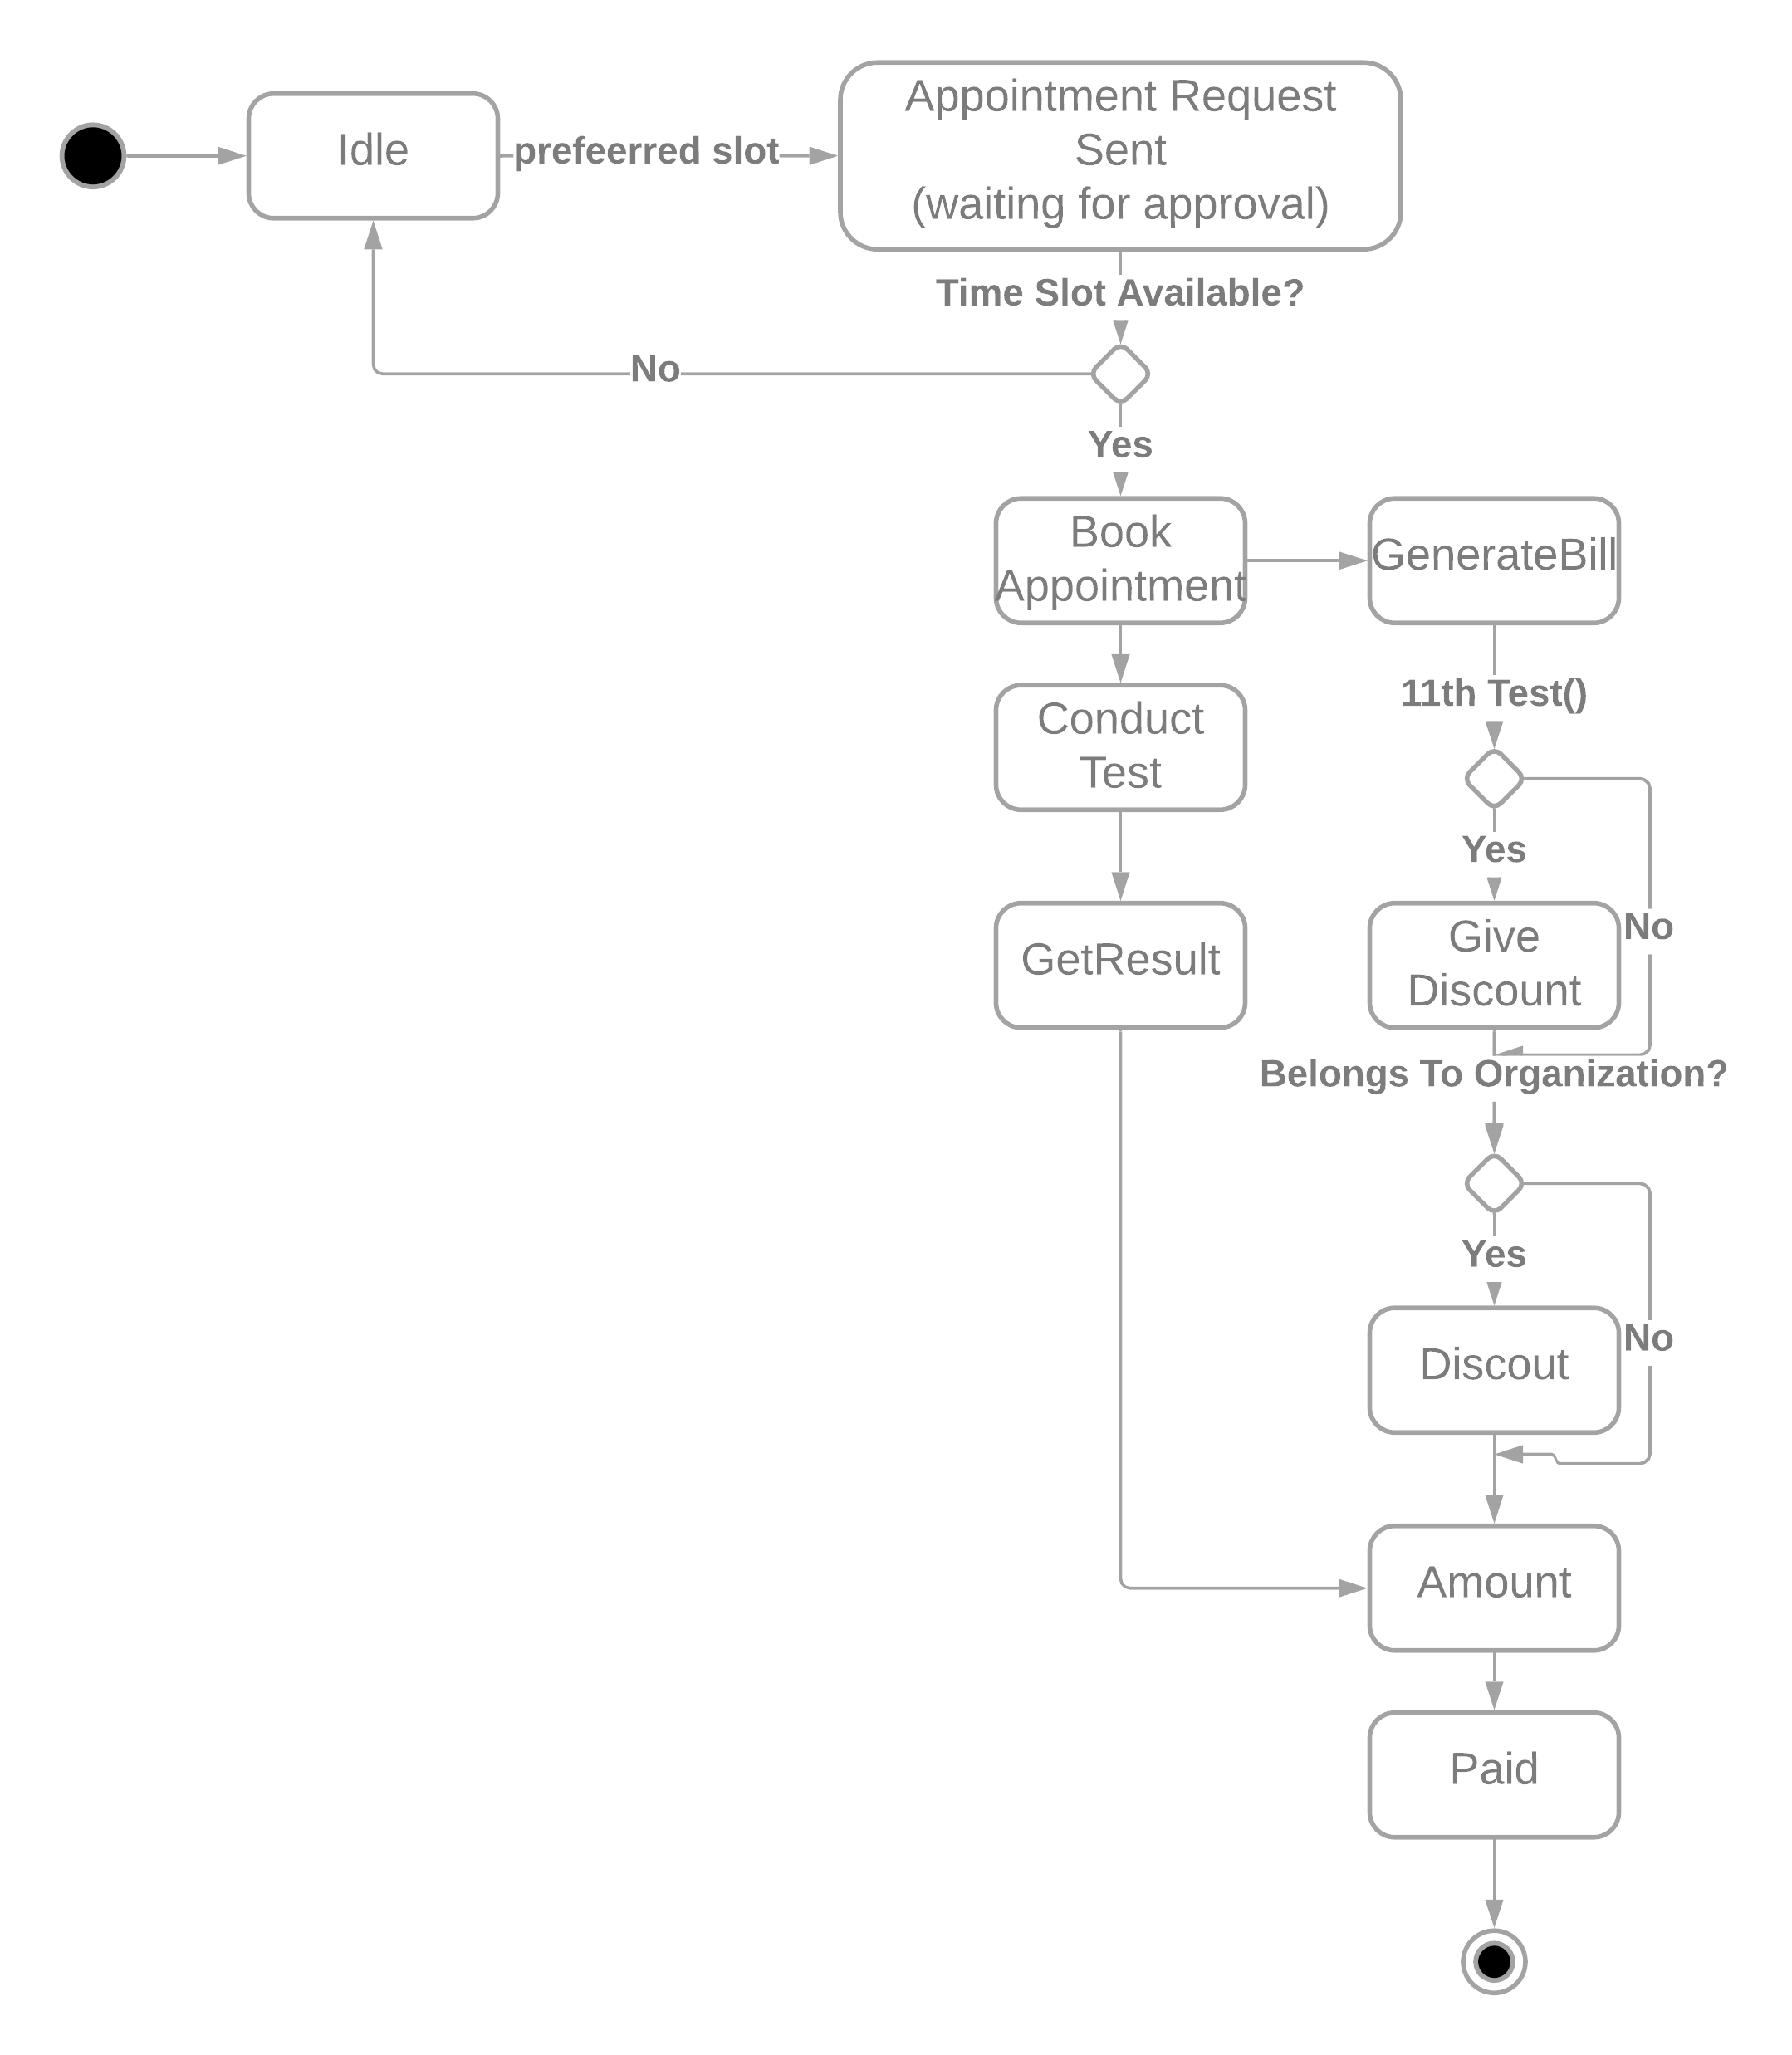 Idle
prefeerred slot
Appointment Request
Sent
(waiting for approval)
Time Slot Available?
No
Yes
Book
Appointment
GenerateBill
Conduct
Test
11th Test()
Yes
No
GetResult
Give
Discount
Belongs To Organization?
Yes
No
Discout
Amount
Paid